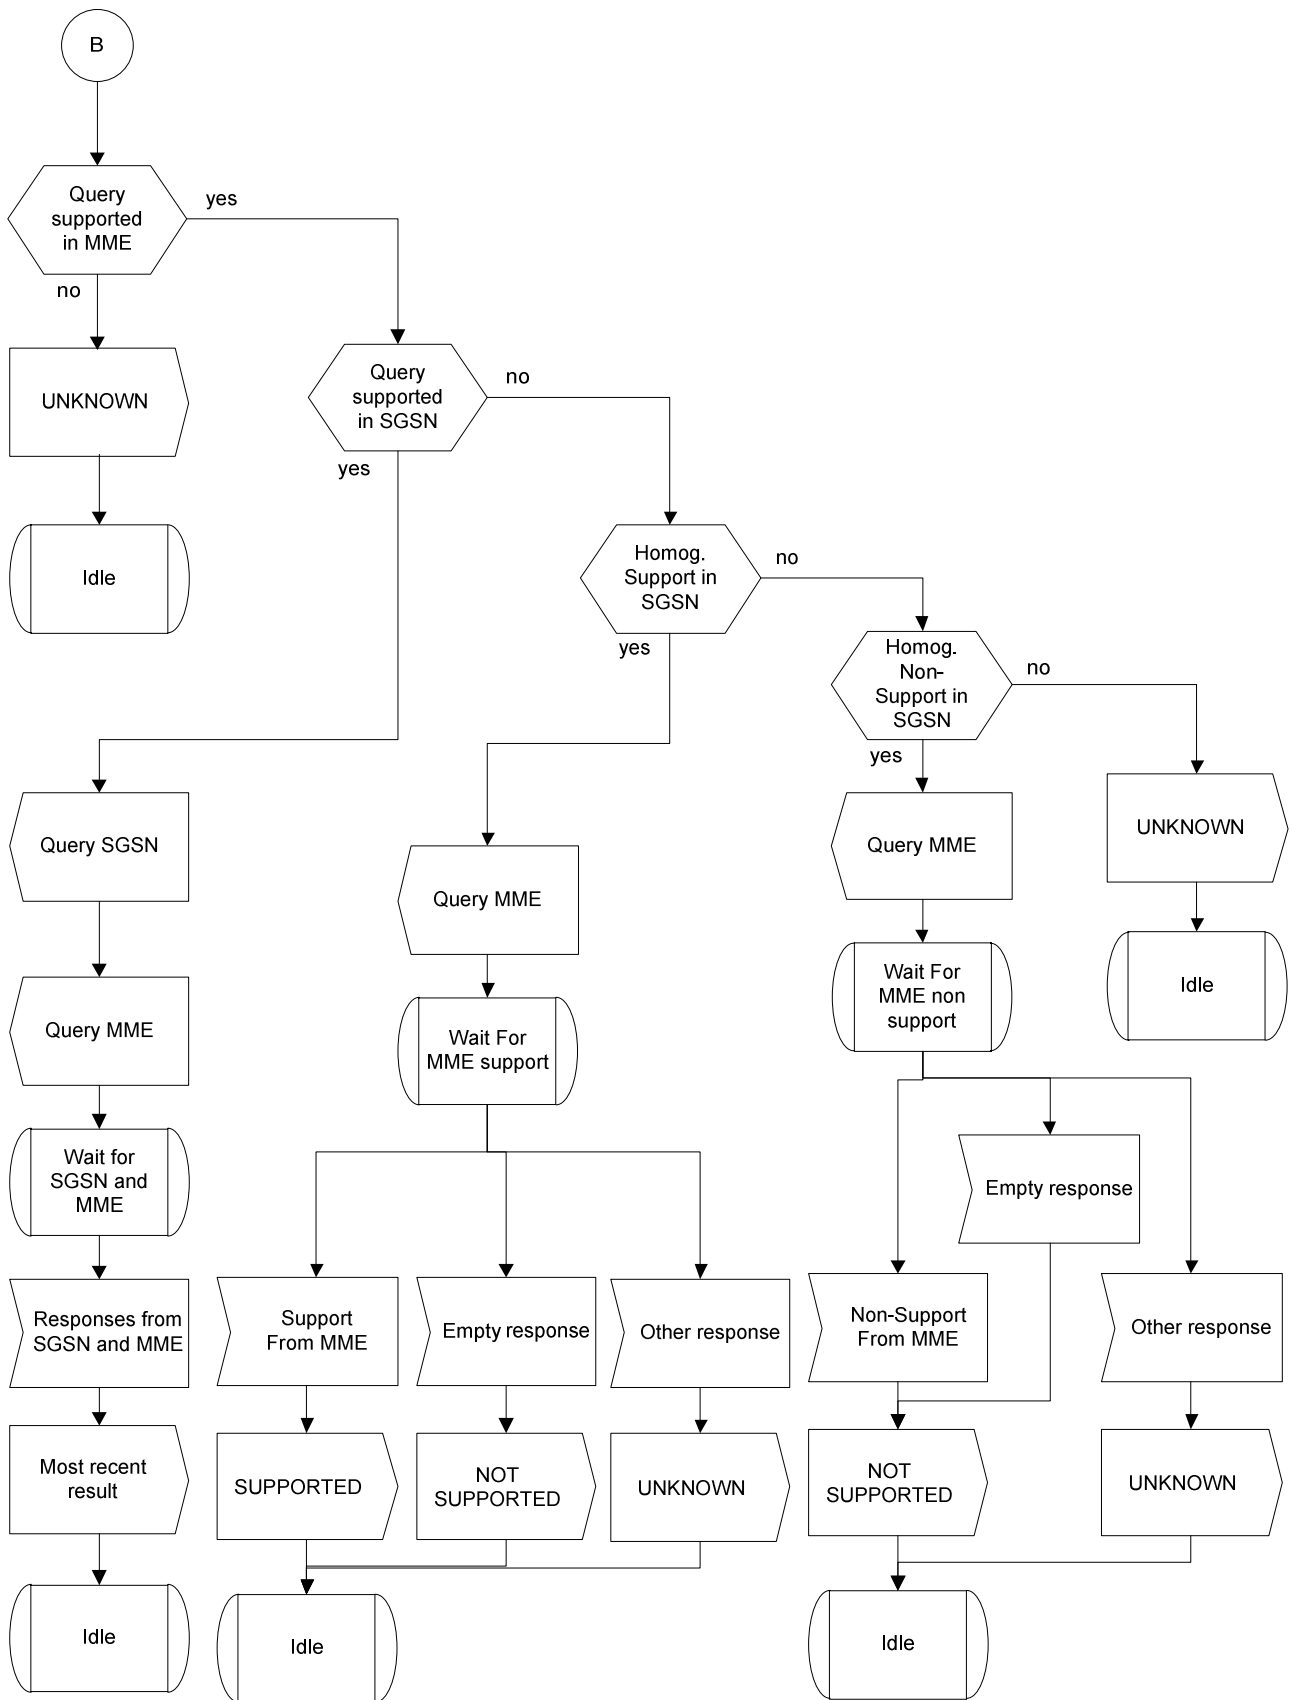 B
Query
supported
in MME
yes
no
UNKNOWN
Idle
Query
supported
in SGSN
no
yes
Homog.
Support in
SGSN
no
yes
Homog.
Non-
Support in
SGSN
no
yes
UNKNOWN
Idle
Query SGSN
Query MME
Wait for
SGSN and
MME
Responses from
SGSN and MME
Most recent
result
Idle
Query MME
Wait For
MME support
Support
From MME
Empty response
Other response
SUPPORTED
NOT
SUPPORTED
UNKNOWN
Idle
Query MME
Wait For
MME non
support
Empty response
Non-Support
From MME
Other response
NOT
SUPPORTED
UNKNOWN
Idle